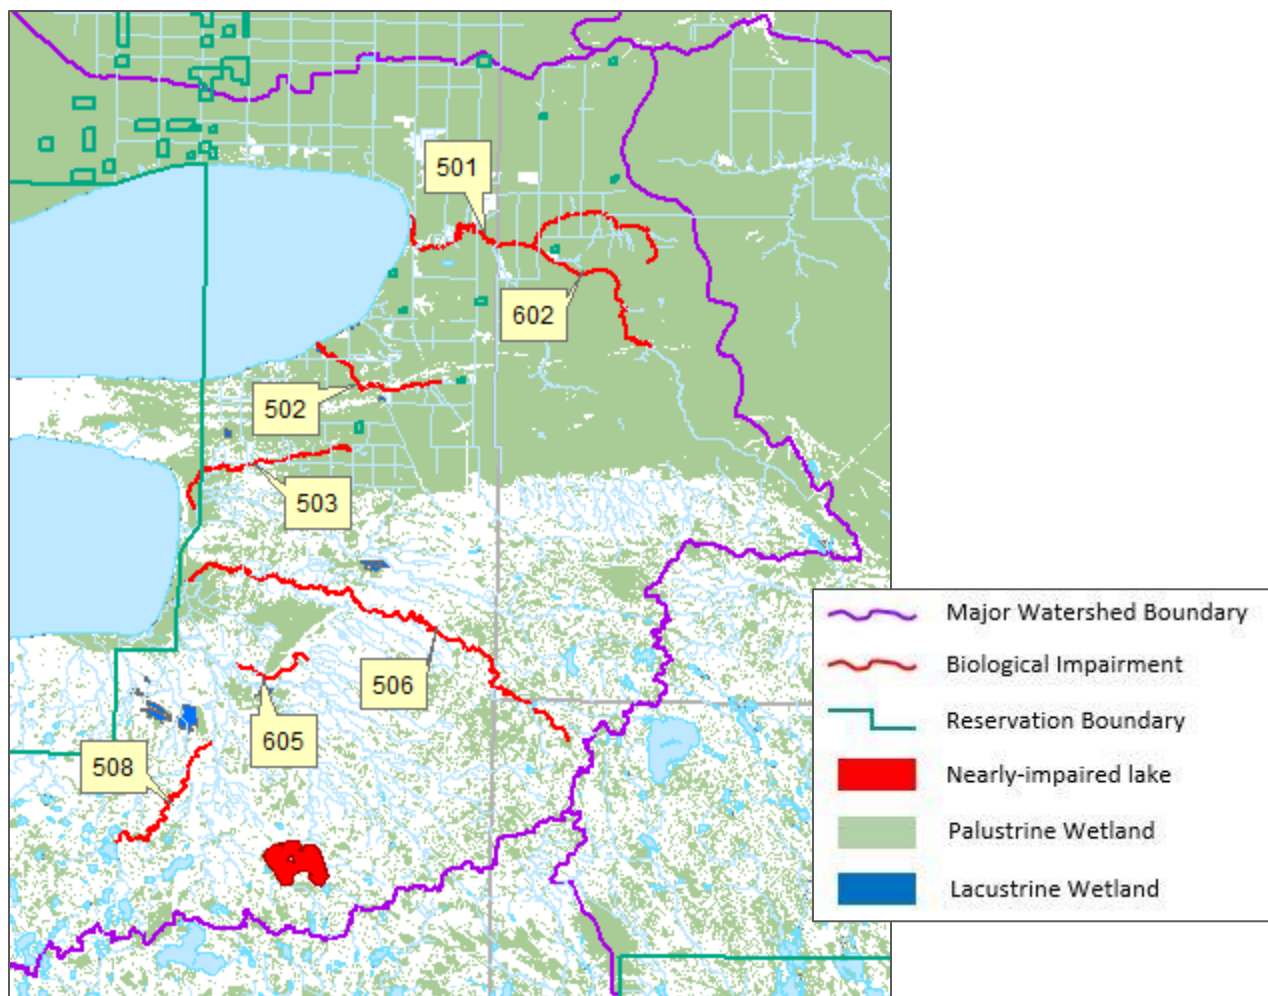 501
602
502
503
506
605
508
Major Watershed Boundary
Biological Impairment
Reservation Boundary
Nearly-impaired lake
Palustrine Wetland
Lacustrine Wetland